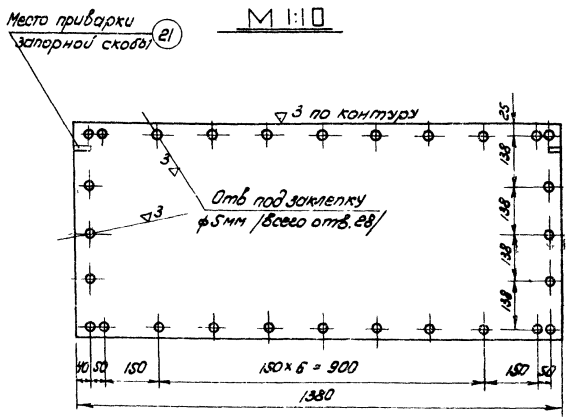 Место приварки
запорной скобы 21
М 1:10
3 по контуру
25
3
138
Отв под заклепку
ф5мм /всего отв. 28/
3
138
138
138
40 50 150 150×6=900 150 50
1380